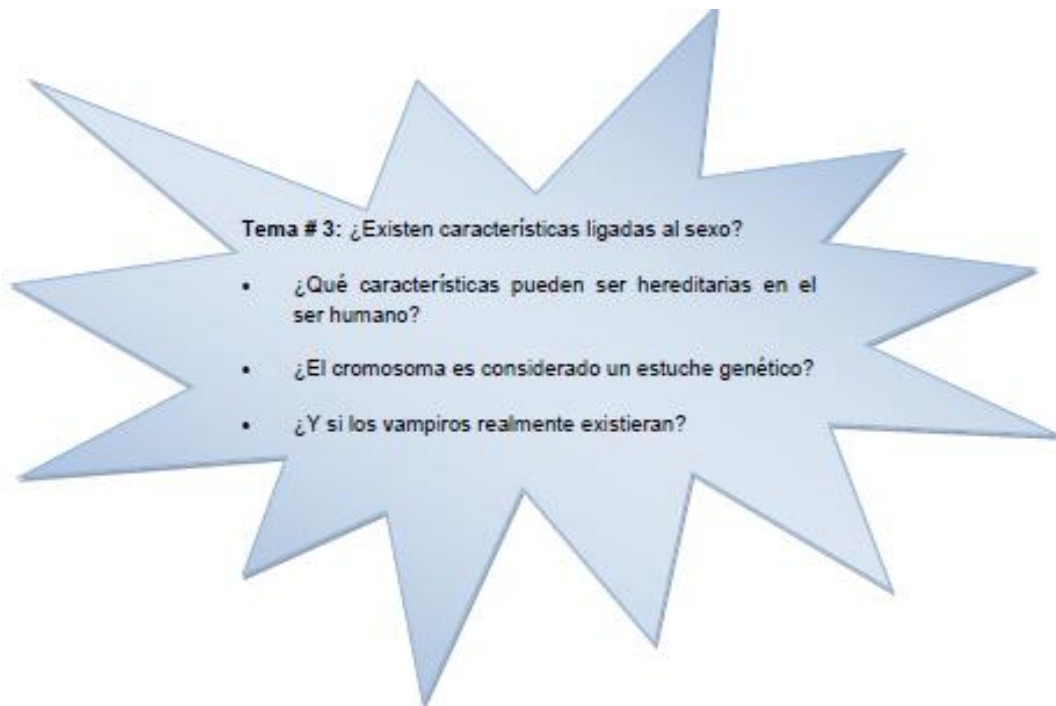 Tema # 3: ¿Existen características ligadas al sexo?
• ¿Qué características pueden ser hereditarias en el
ser humano?
• ¿El cromosoma es considerado un estuche genético?
• ¿Y si los vampiros realmente existieran?